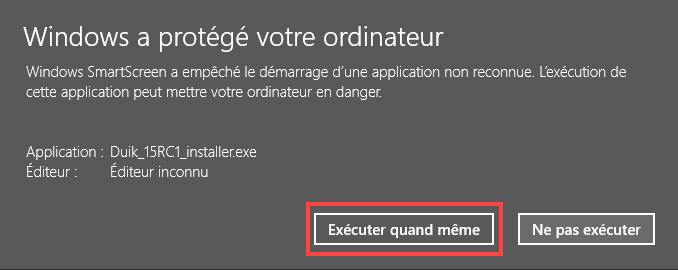 Windows a protégé votre ordinateur
Windows SmartScreen a empêché le démarrage d'une application non reconnue. L'exécution de
cette application peut mettre votre ordinateur en danger.
Application : Duik_15RC1_installer.exe
Éditeur : Éditeur inconnu
Exécuter quand même Ne pas exécuter